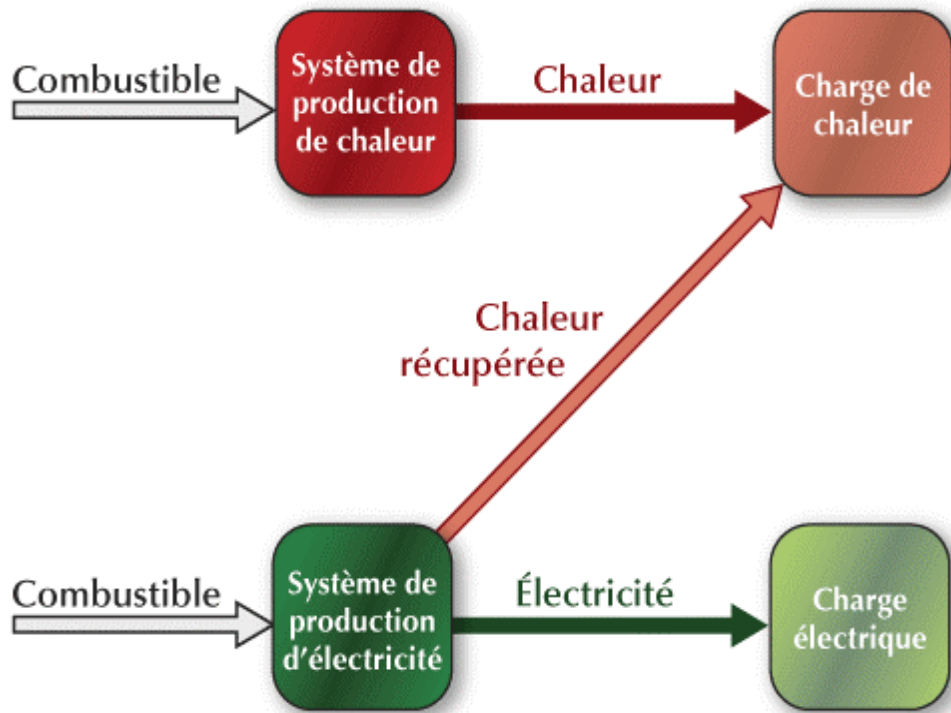 Combustible
Système de
production
de chaleur
Chaleur
Charge de
chaleur
Chaleur
récupérée
Combustible
Système de
production
d'électricité
Électricité
Charge
électrique